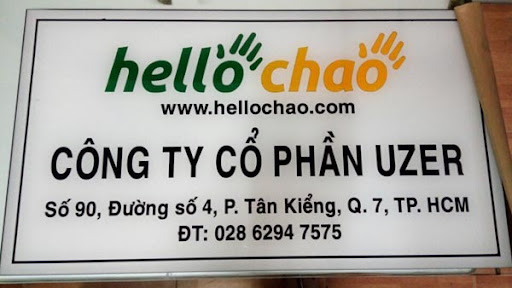 hello chao
www.hellochao.com
CÔNG TY CỔ PHẦN UZER
Số 90, Đường số 4, P. Tân Kiểng, Q. 7, TP. HCM
ĐT: 028 6294 7575